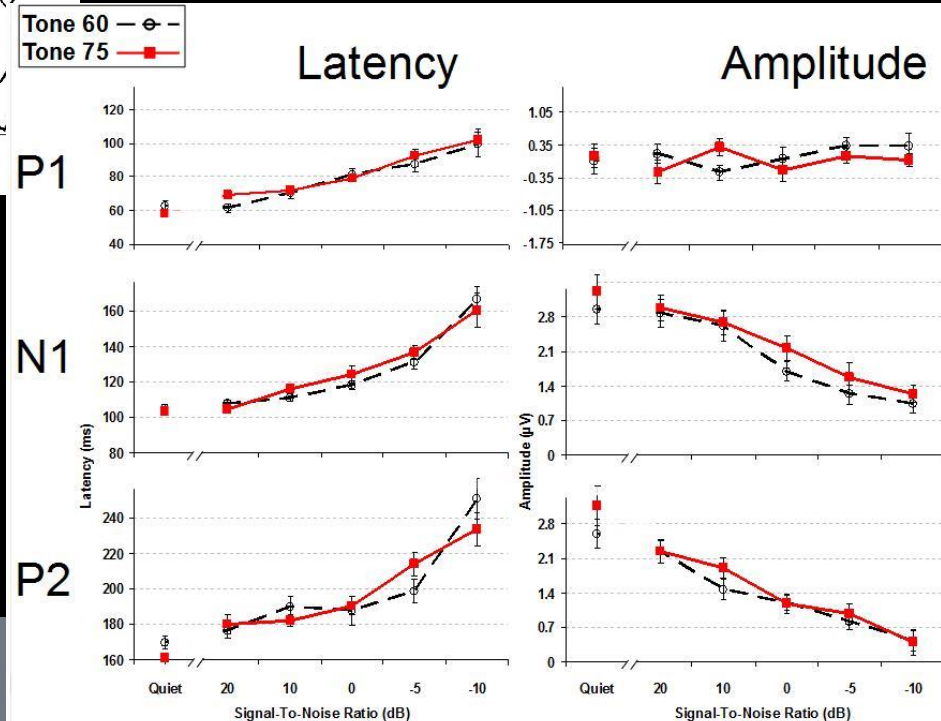 Tone 60
Tone 75
Latency
Amplitude
P1
120
100
80
60
40
1.05
0.35
-0.35
-1.05
-1.75
N1
160
140
120
100
80
2.8
2.1
1.4
0.7
0
Latency (ms)
Amplitude (µV)
P2
240
220
200
180
160
2.8
2.1
1.4
0.7
0
Quiet 20 10 0 -5 -10
Quiet 20 10 0 -5 -10
Signal-To-Noise Ratio (dB)
Signal-To-Noise Ratio (dB)